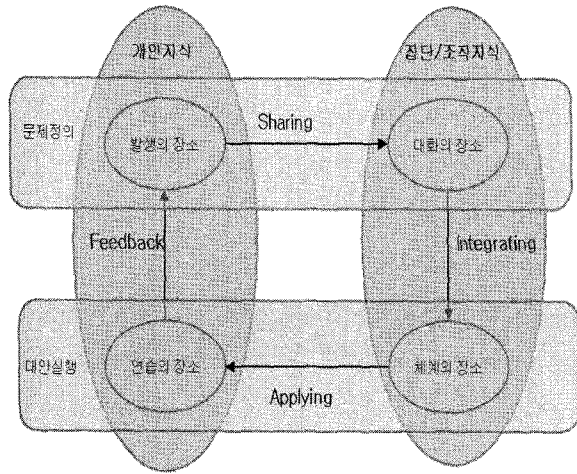 개인지식
집단/조직지식
문제정의
발생의 장소
Sharing
대화의 장소
Feedback
Integrating
대안실행
연습의 장소
Applying
체계의 장소